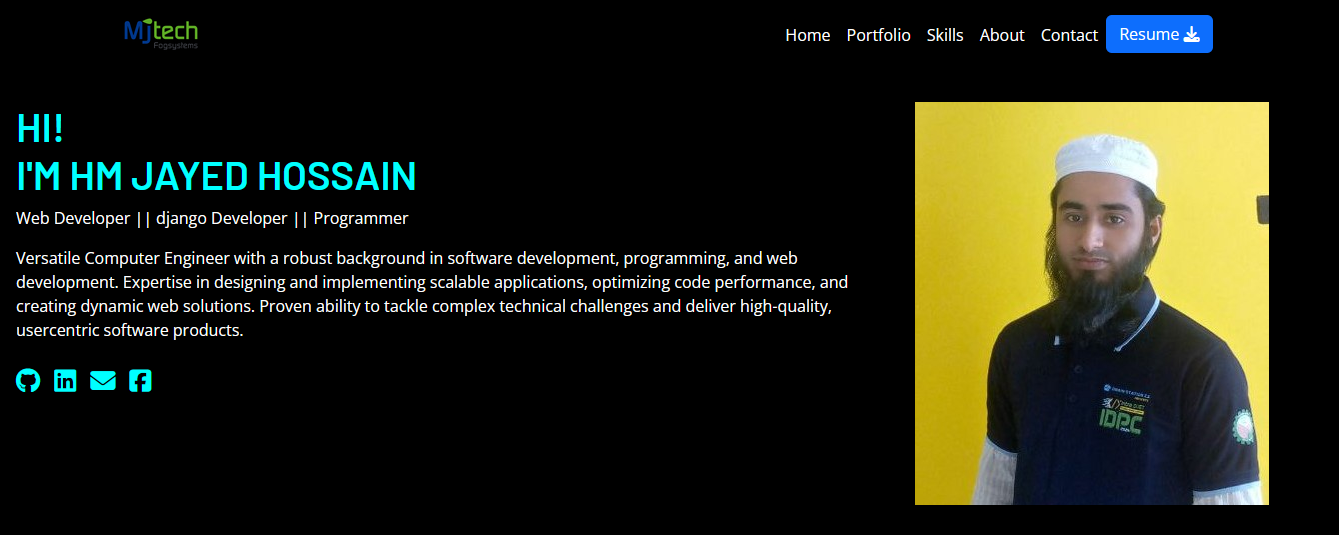 Mjtech
Fogsystems
Home Portfolio Skills About Contact Resume
HI!
I'M HM JAYED HOSSAIN
Web Developer || django Developer || Programmer
Versatile Computer Engineer with a robust background in software development, programming, and web
development. Expertise in designing and implementing scalable applications, optimizing code performance, and
creating dynamic web solutions. Proven ability to tackle complex technical challenges and deliver high-quality,
usercentric software products.
IDPC